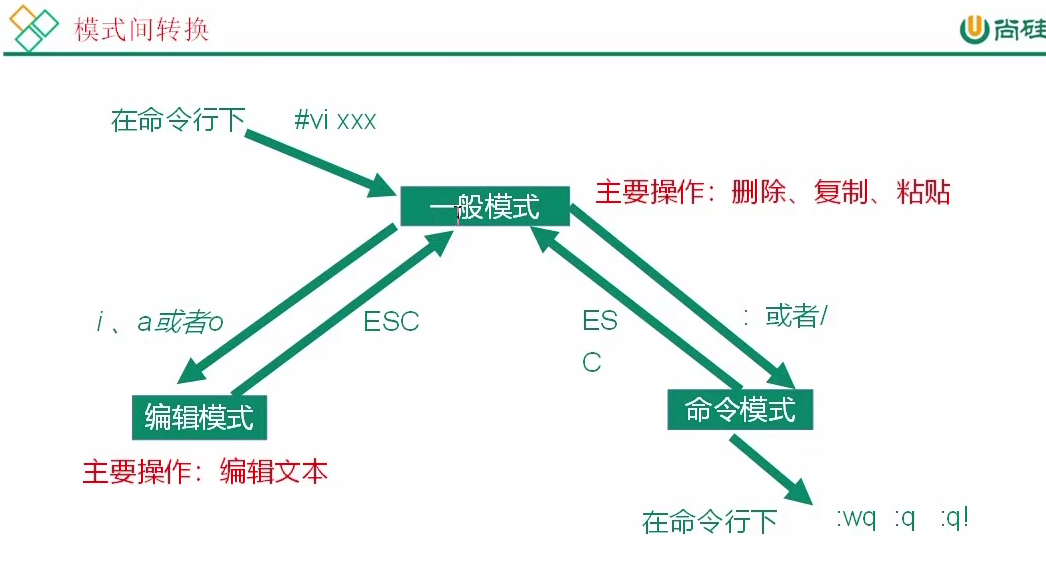 模式间转换
尚硅
在命令行下 #vi xxx
一般模式
主要操作：删除、复制、粘贴
i 、a或者o
ESC
ES
C
: 或者/
编辑模式
命令模式
主要操作：编辑文本
在命令行下 :wq :q :q!